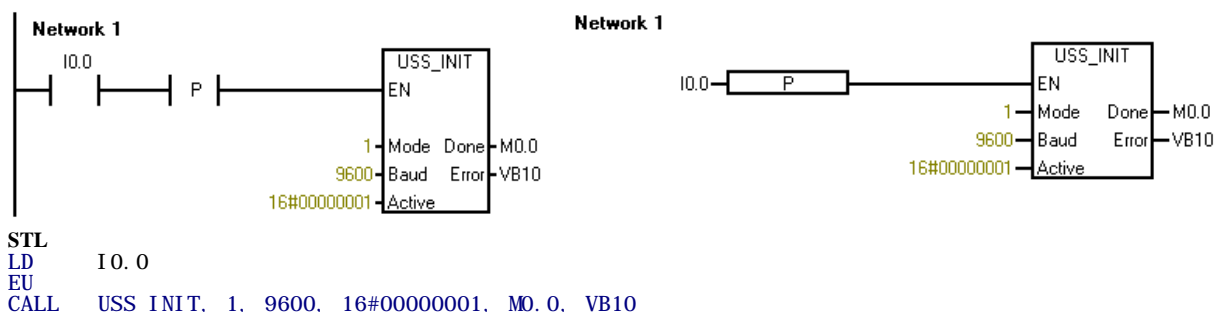 Network 1
I0.0
P
USS_INIT
EN
1 Mode Done M0.0
9600 Baud Error VB10
16#00000001 Active
Network 1
I0.0 P
USS_INIT
EN
1 Mode Done M0.0
9600 Baud Error VB10
16#00000001 Active
STL
LD I0.0
EU
CALL USS INIT, 1, 9600, 16#00000001, M0.0, VB10